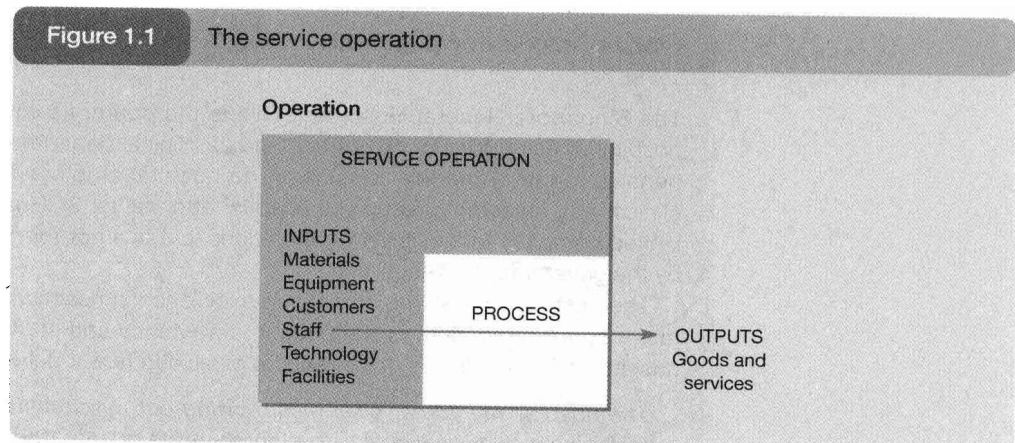 Figure 1.1 The service operation
Operation
SERVICE OPERATION
INPUTS
Materials
Equipment
Customers
Staff
Technology
Facilities
PROCESS
OUTPUTS
Goods and
services